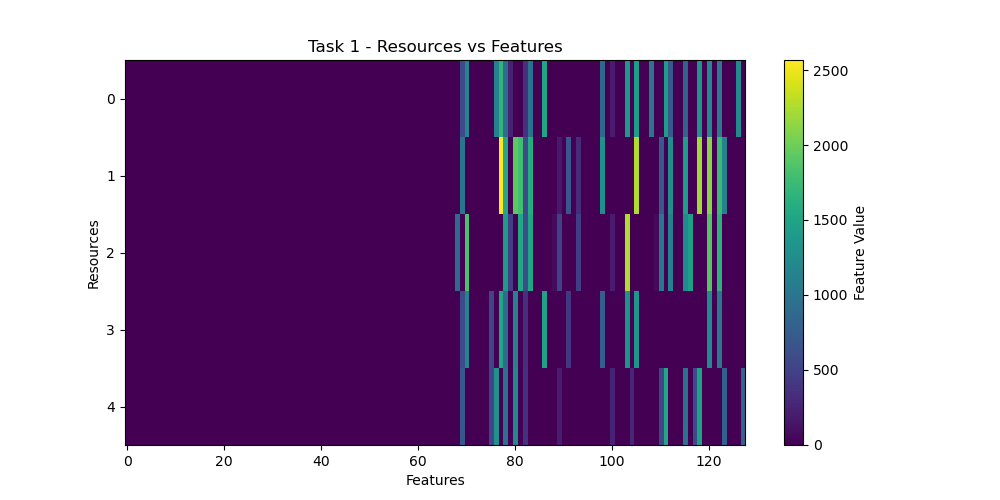 Task 1 - Resources vs Features
Resources
0
1
2
3
4
0 20 40 60 80 100 120
Features
2500
2000
1500
1000
500
0
Feature Value